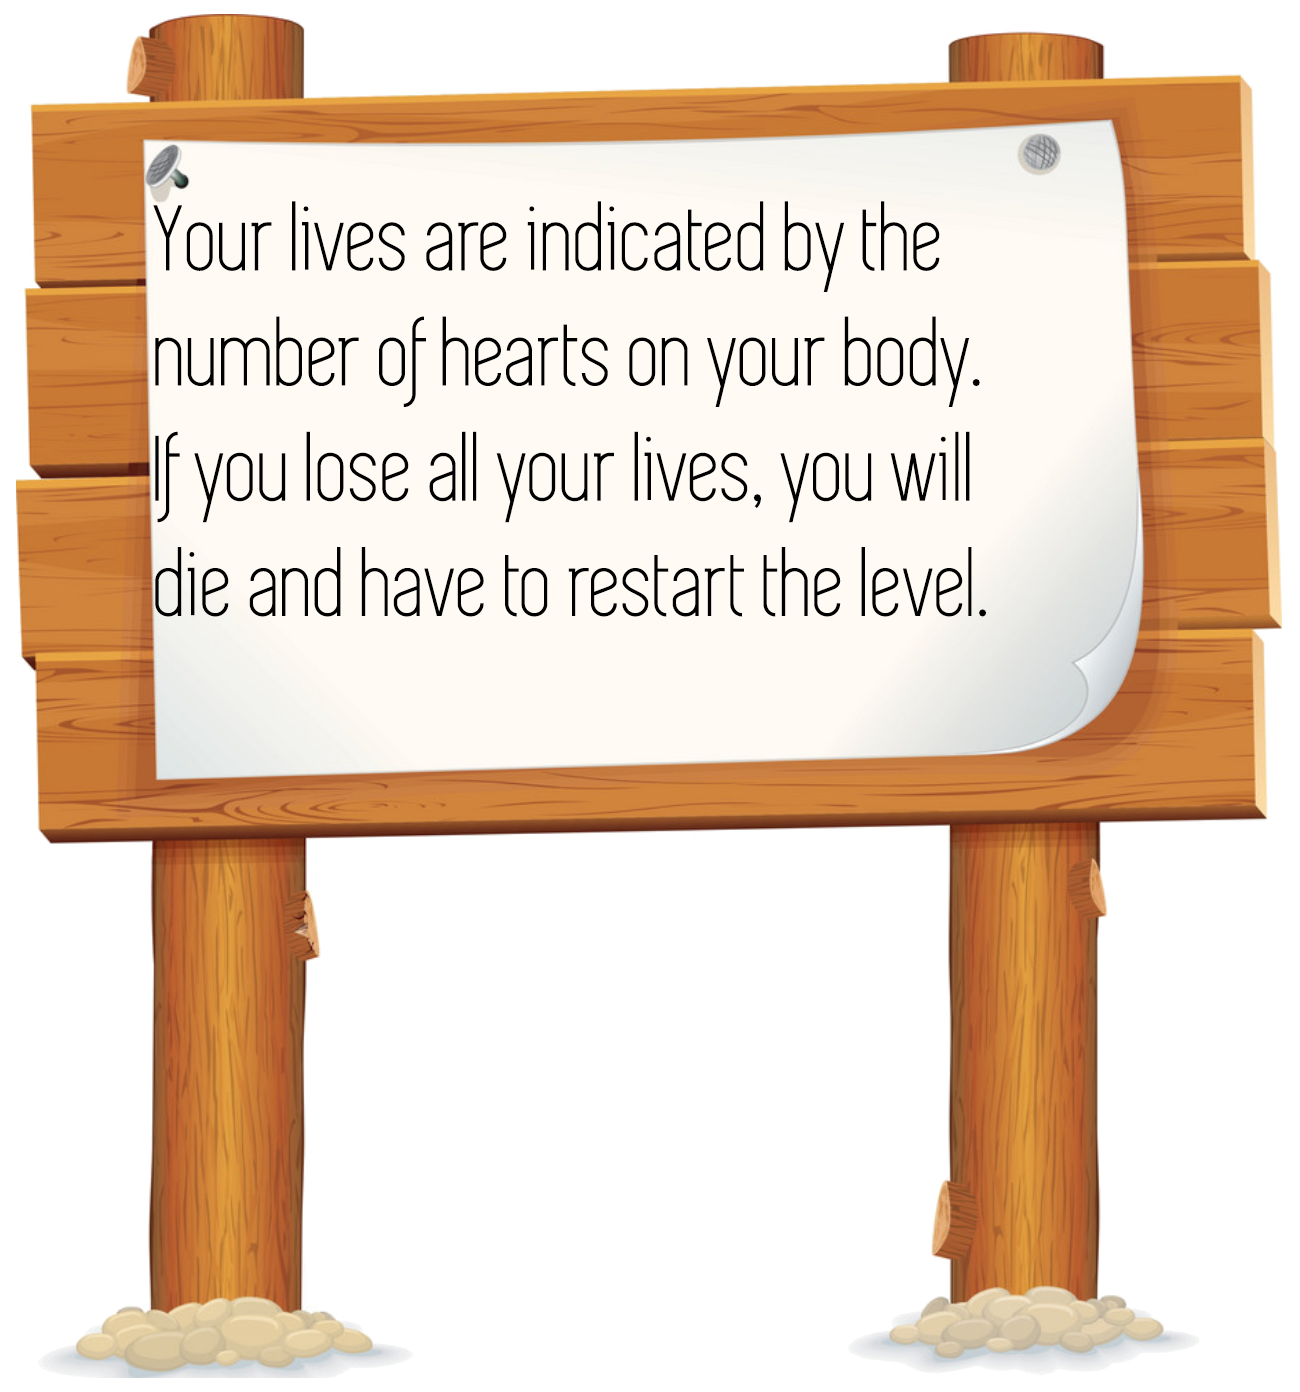 Your lives are indicated by the
number of hearts on your body.
If you lose all your lives, you will
die and have to restart the level.